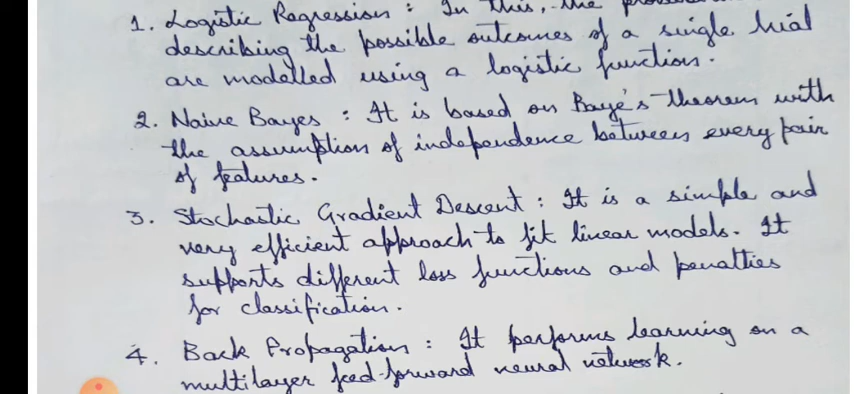 1. Logistic Regression : In this, the
describing the possible outcomes of a single trial
are modelled using a logistic function.
2. Naive Bayes : It is based on Baye's theorem with
the assumption of independence between every pair
of features.
3. Stochastic Gradient Descent : It is a simple and
very efficient approach to fit linear models. It
supports different loss functions and penalties
for classification.
4. Back Propagation : It performs learning on a
multilayer feed-forward neural network.